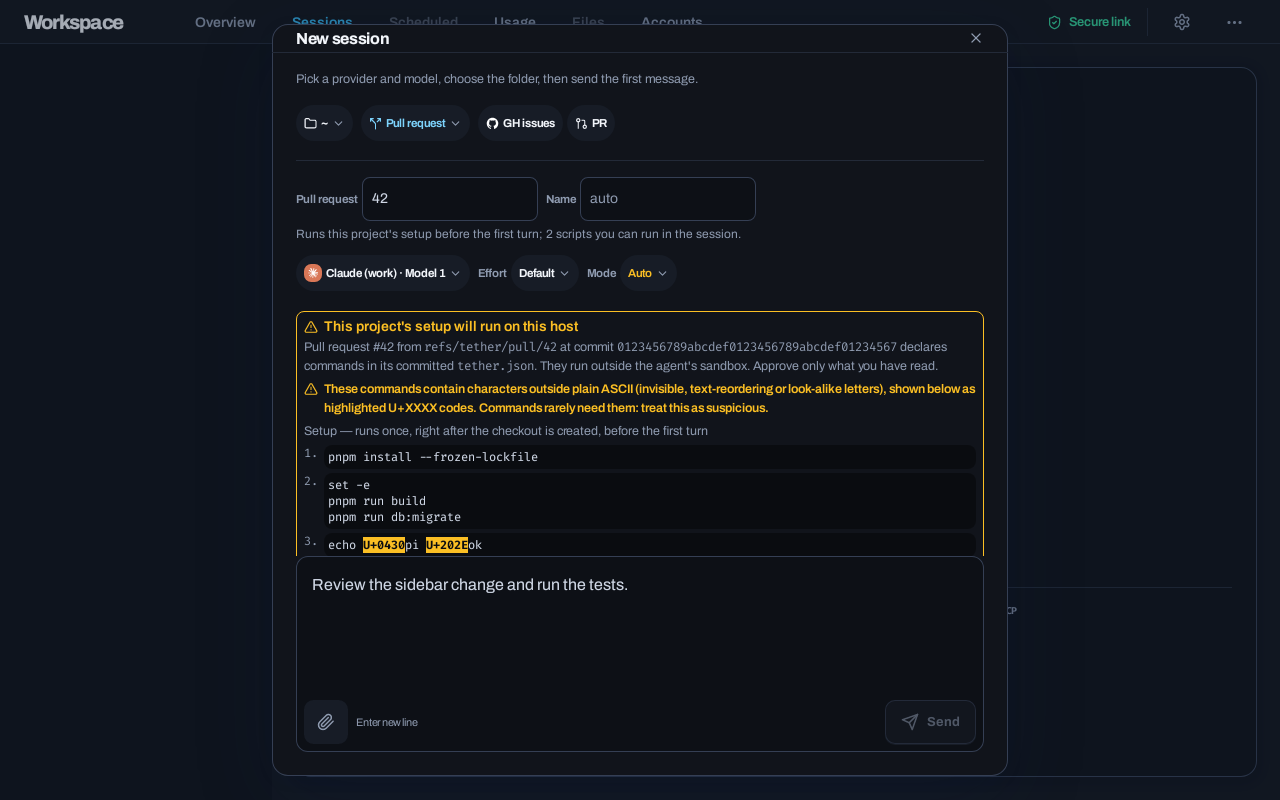 Workspace Overview Sessions Scheduled Usage Files Accounts Secure link
New session
Pick a provider and model, choose the folder, then send the first message.
~ Pull request GH issues PR
Pull request 42 Name auto
Runs this project's setup before the first turn; 2 scripts you can run in the session.
Claude (work) · Model 1 Effort Default Mode Auto
This project's setup will run on this host
Pull request #42 from refs/tether/pull/42 at commit 0123456789abcdef0123456789abcdef01234567 declares
commands in its committed tether.json. They run outside the agent's sandbox. Approve only what you have read.
These commands contain characters outside plain ASCII (invisible, text-reordering or look-alike letters), shown below as
highlighted U+XXXX codes. Commands rarely need them: treat this as suspicious.
Setup — runs once, right after the checkout is created, before the first turn
1. pnpm install --frozen-lockfile
2. set -e
pnpm run build
pnpm run db:migrate
3. echo U+0430pi U+202Eok
Review the sidebar change and run the tests.
Enter new line Send